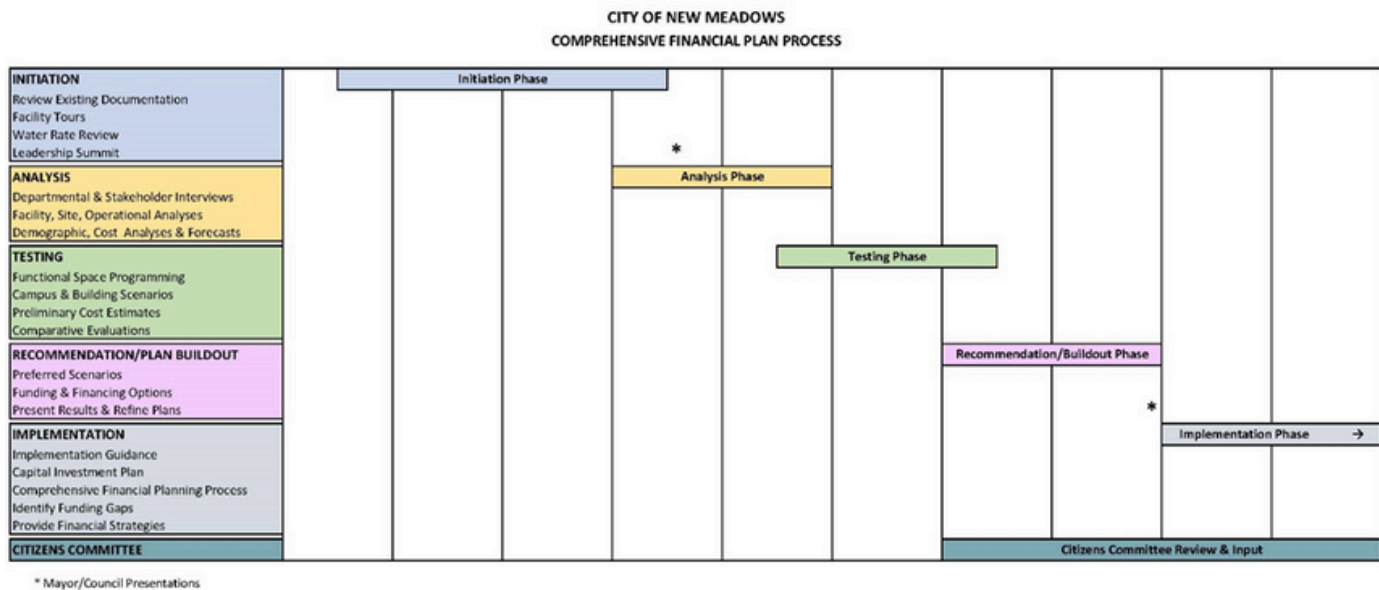 CITY OF NEW MEADOWS
COMPREHENSIVE FINANCIAL PLAN PROCESS
INITIATION
Review Existing Documentation
Facility Tours
Water Rate Review
Leadership Summit
Initiation Phase
*
ANALYSIS
Departmental & Stakeholder Interviews
Facility, Site, Operational Analyses
Demographic, Cost Analyses & Forecasts
Analysis Phase
TESTING
Functional Space Programming
Campus & Building Scenarios
Preliminary Cost Estimates
Comparative Evaluations
Testing Phase
RECOMMENDATION/PLAN BUILDOUT
Preferred Scenarios
Funding & Financing Options
Present Results & Refine Plans
Recommendation/Buildout Phase
*
IMPLEMENTATION
Implementation Guidance
Capital Investment Plan
Comprehensive Financial Planning Process
Identify Funding Gaps
Provide Financial Strategies
Implementation Phase →
CITIZENS COMMITTEE
Citizens Committee Review & Input
* Mayor/Council Presentations